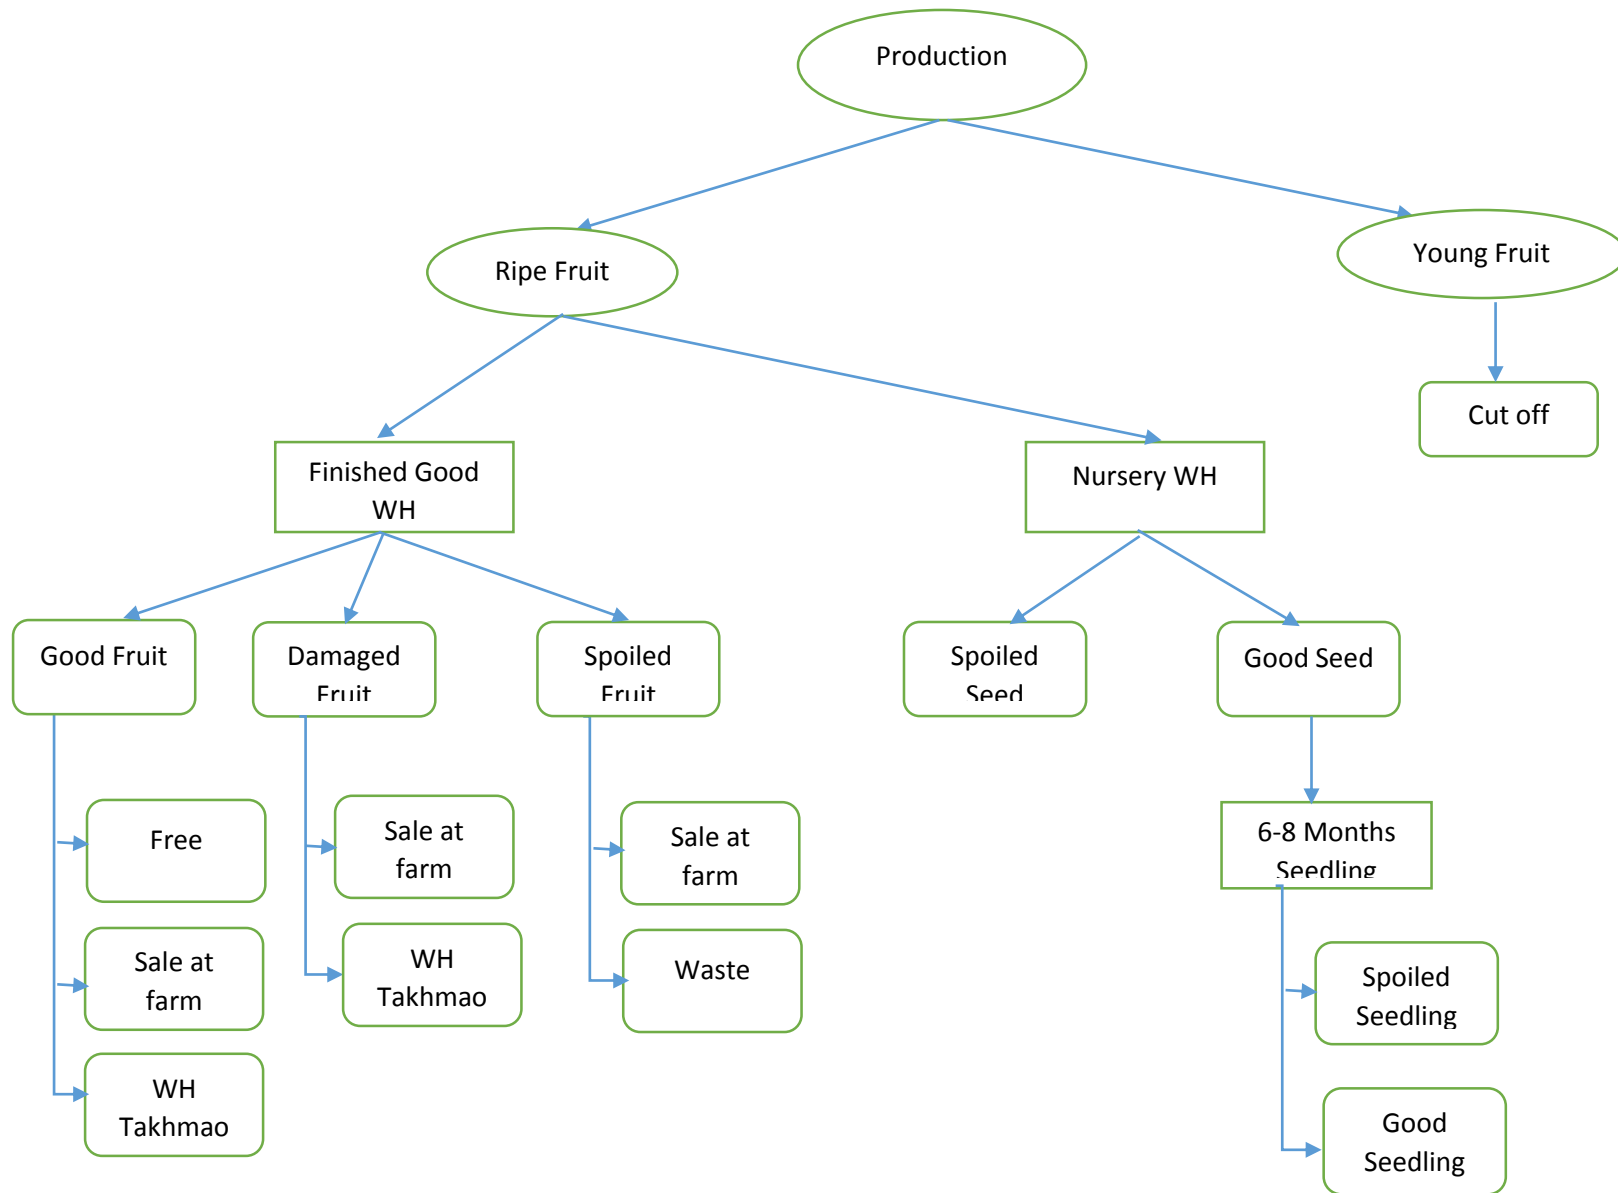 Production
Ripe Fruit
Young Fruit
Cut off
Finished Good
WH
Nursery WH
Good Fruit
Damaged
Fruit
Spoiled
Fruit
Spoiled
Seed
Good Seed
Free
Sale at
farm
Sale at
farm
6-8 Months
Seedling
Sale at
farm
WH
Takhmao
Waste
Spoiled
Seedling
WH
Takhmao
Good
Seedling